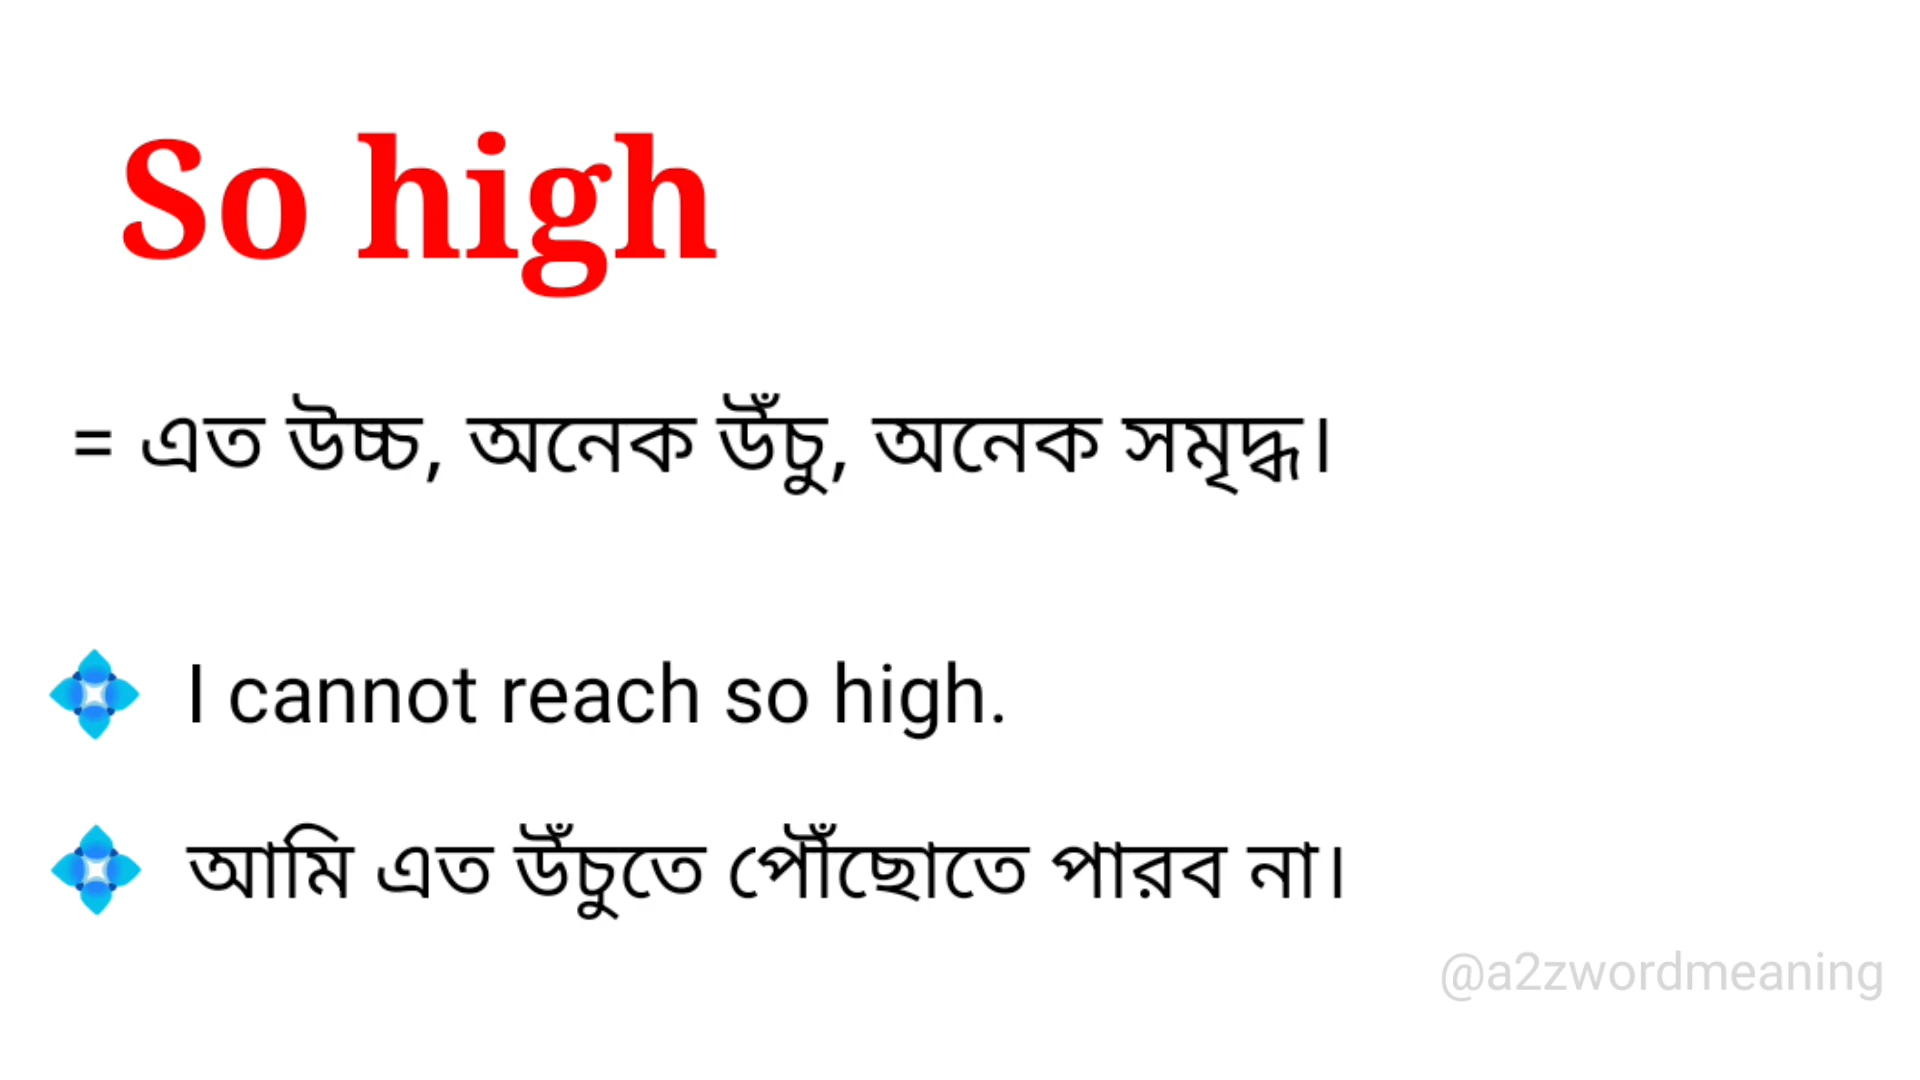 So high
= এত উচ্চ, অনেক উঁচু, অনেক সমৃদ্ধ।
I cannot reach so high.
আমি এত উঁচুতে পৌঁছোতে পারব না।
@a2zwordmeaning